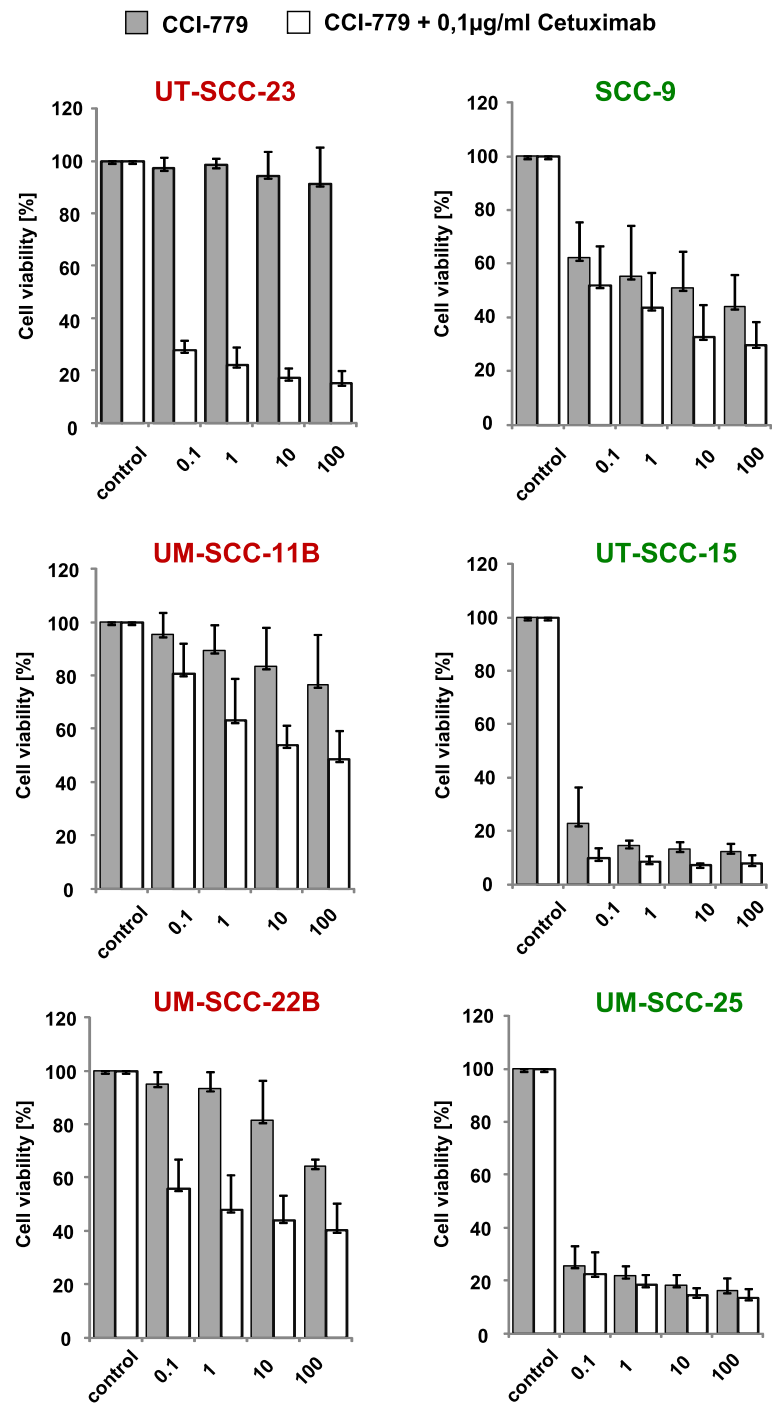 CCI-779 CCI-779 + 0,1µg/ml Cetuximab
UT-SCC-23
Cell viability [%]
120
100
80
60
40
20
0
control 0.1 1 10 100
SCC-9
Cell viability [%]
120
100
80
60
40
20
0
control 0.1 1 10 100
UM-SCC-11B
Cell viability [%]
120
100
80
60
40
20
0
control 0.1 1 10 100
UT-SCC-15
Cell viability [%]
120
100
80
60
40
20
0
control 0.1 1 10 100
UM-SCC-22B
Cell viability [%]
120
100
80
60
40
20
0
control 0.1 1 10 100
UM-SCC-25
Cell viability [%]
120
100
80
60
40
20
0
control 0.1 1 10 100